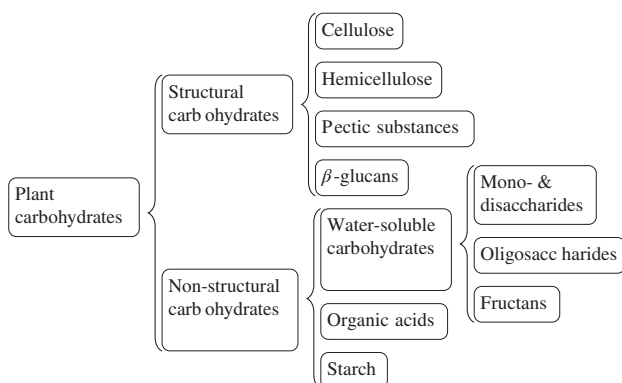 Plant
carbohydrates
Structural
carb ohydrates
Cellulose
Hemicellulose
Pectic substances
β-glucans
Non-structural
carb ohydrates
Water-soluble
carbohydrates
Mono- &
disaccharides
Oligosacc harides
Fructans
Organic acids
Starch